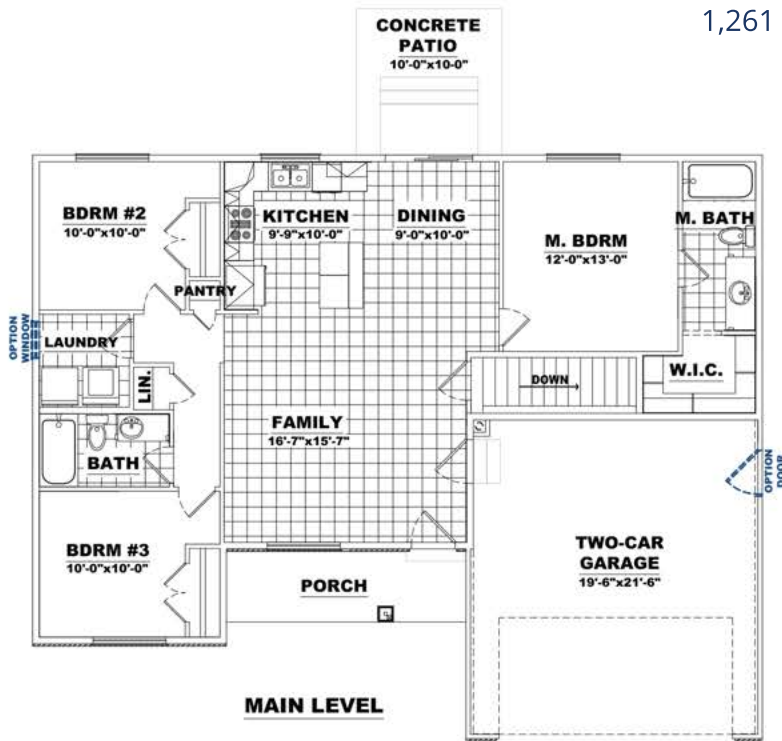 1,261
CONCRETE
PATIO
10'-0"x10-0"
BDRM #2
10'-0"x10'-0"
KITCHEN
9'-9"x10'-0"
DINING
9'-0"x10'-0"
M. BDRM
12'-0"x13'-0"
M. BATH
PANTRY
OPTION
WINDOW
LAUNDRY
LIN.
DOWN
W.I.C.
FAMILY
16'-7"x15'-7"
BATH
OPTION
DOOR
BDRM #3
10'-0"x10'-0"
PORCH
TWO-CAR
GARAGE
19'-6"x21'-6"
MAIN LEVEL